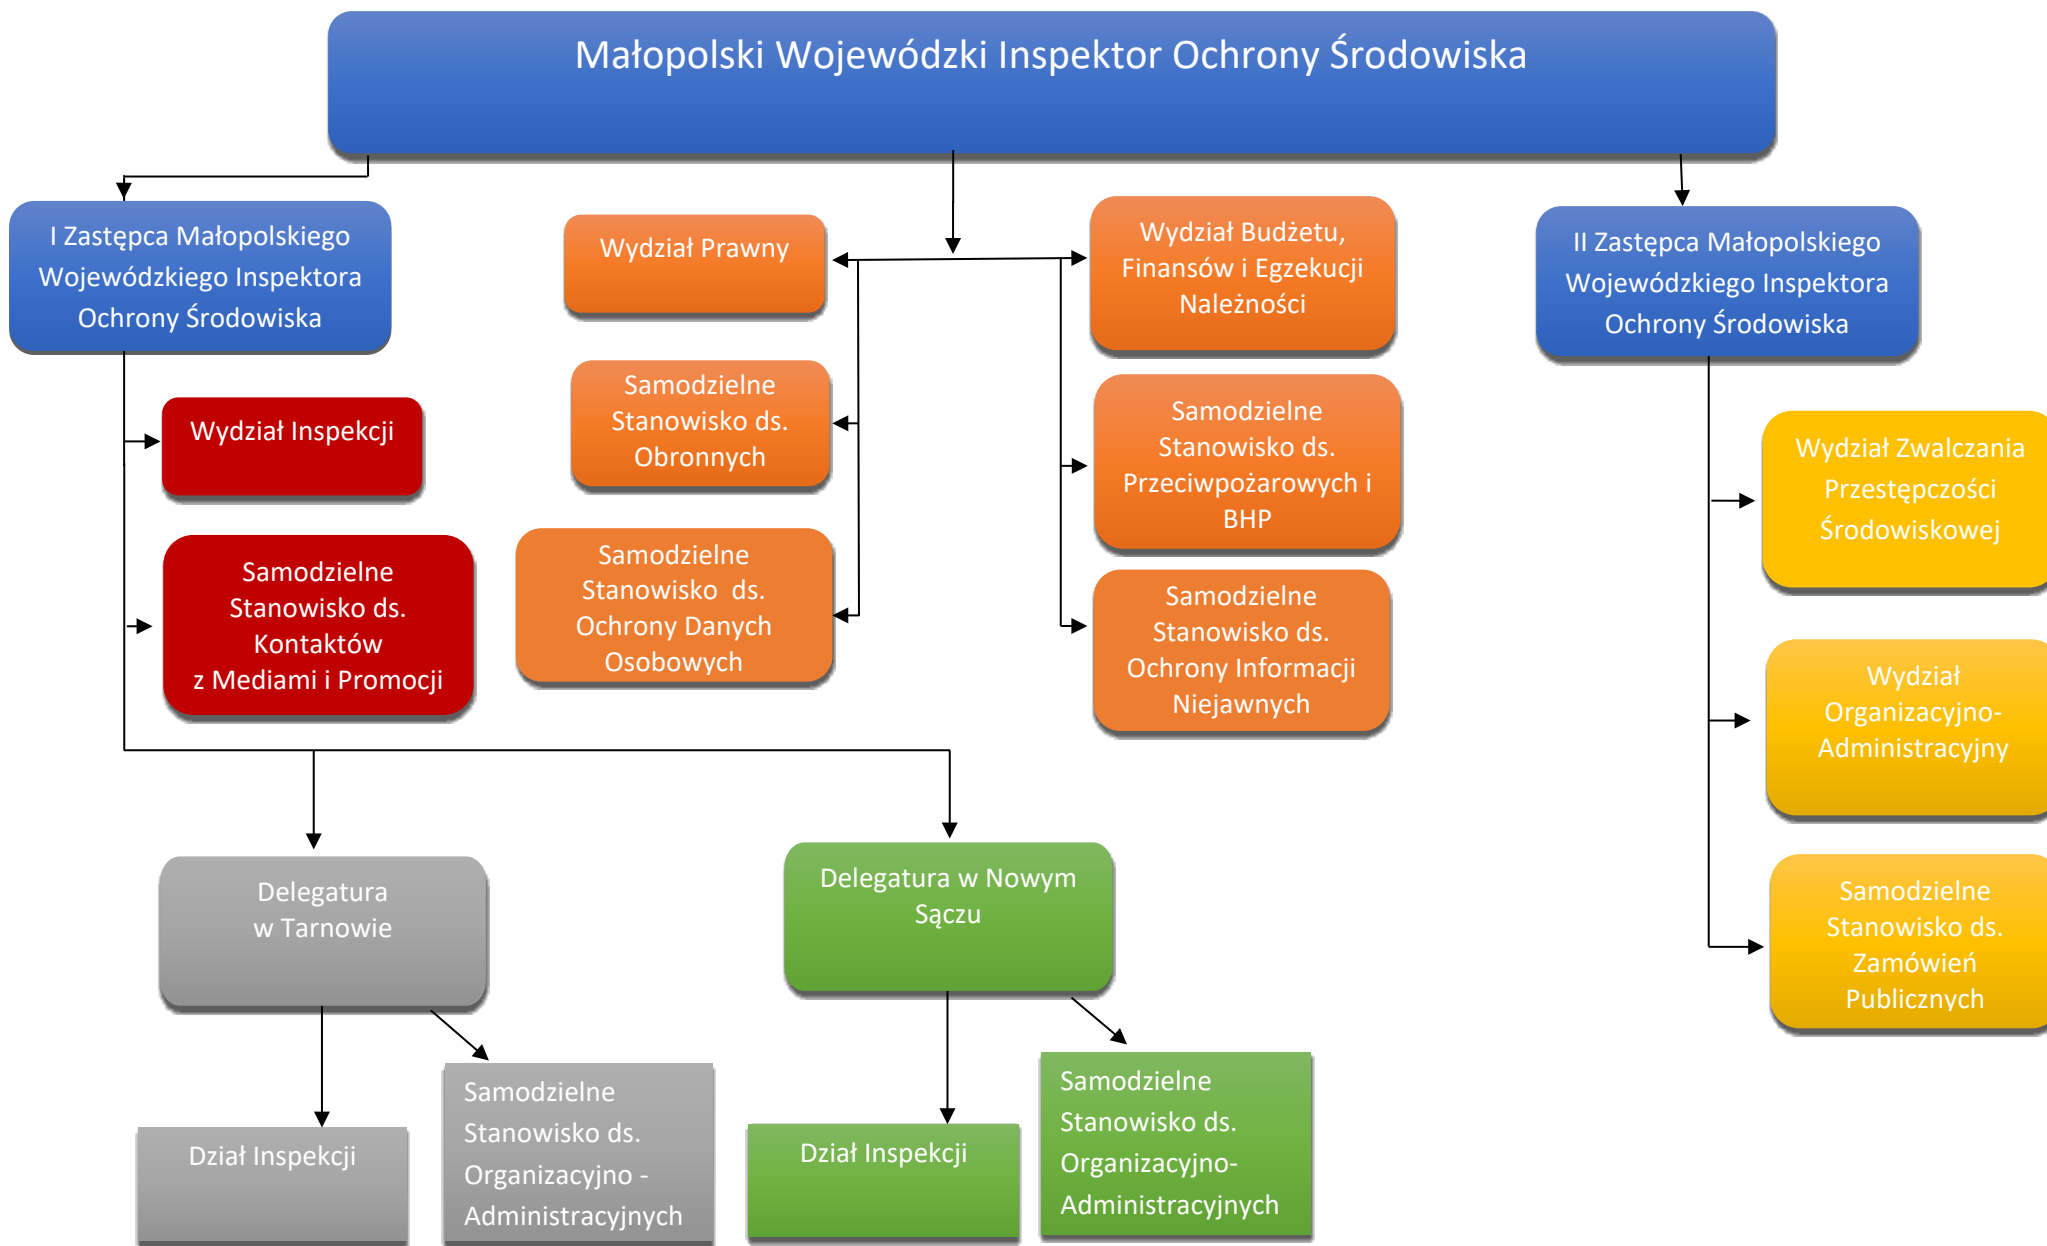 Małopolski Wojewódzki Inspektor Ochrony Środowiska
I Zastępca Małopolskiego
Wojewódzkiego Inspektora
Ochrony Środowiska
Wydział Prawny
Wydział Budżetu,
Finansów i Egzekucji
Należności
II Zastępca Małopolskiego
Wojewódzkiego Inspektora
Ochrony Środowiska
Wydział Inspekcji
Samodzielne
Stanowisko ds.
Obronnych
Samodzielne
Stanowisko ds.
Przeciwpożarowych i
BHP
Wydział Zwalczania
Przestępczości
Środowiskowej
Samodzielne
Stanowisko ds.
Kontaktów
z Mediami i Promocji
Samodzielne
Stanowisko  ds.
Ochrony Danych
Osobowych
Samodzielne
Stanowisko ds.
Ochrony Informacji
Niejawnych
Wydział
Organizacyjno-
Administracyjny
Delegatura
w Tarnowie
Delegatura w Nowym
Sączu
Samodzielne
Stanowisko ds.
Zamówień
Publicznych
Dział Inspekcji
Samodzielne
Stanowisko ds.
Organizacyjno -
Administracyjnych
Dział Inspekcji
Samodzielne
Stanowisko ds.
Organizacyjno-
Administracyjnych